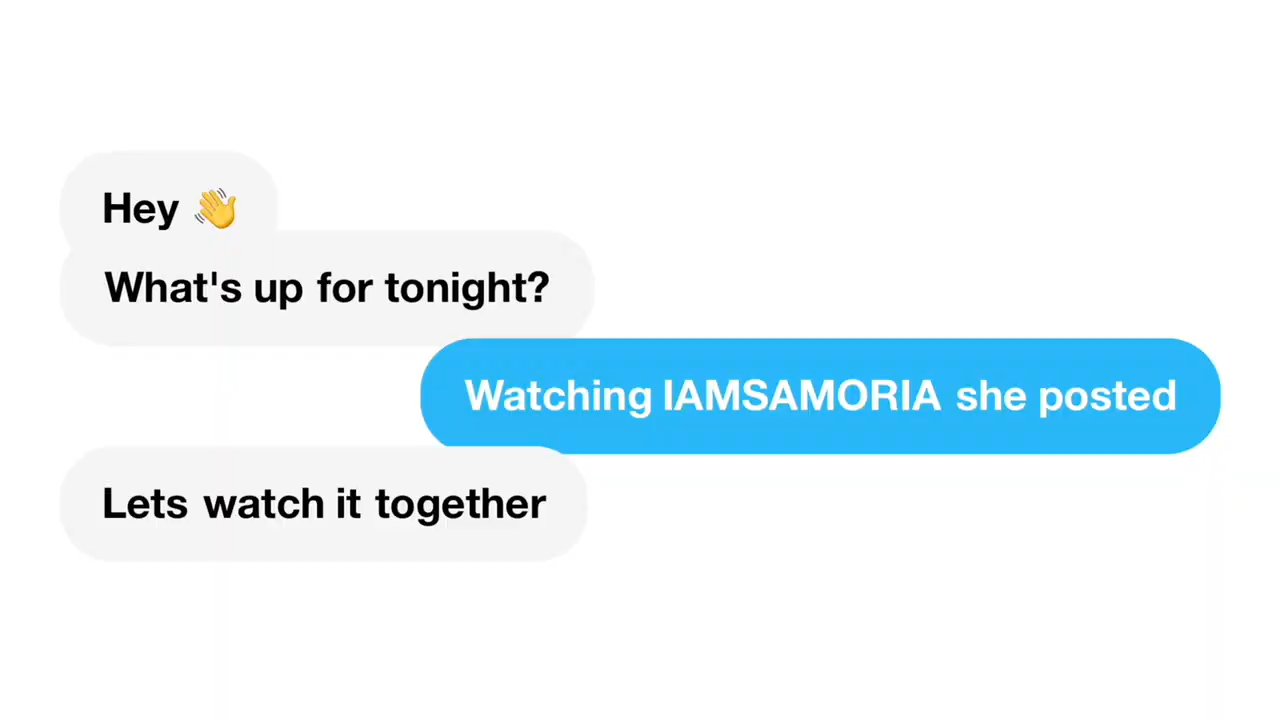 Hey 👋
What's up for tonight?
Watching IAMSAMORIA she posted
Lets watch it together